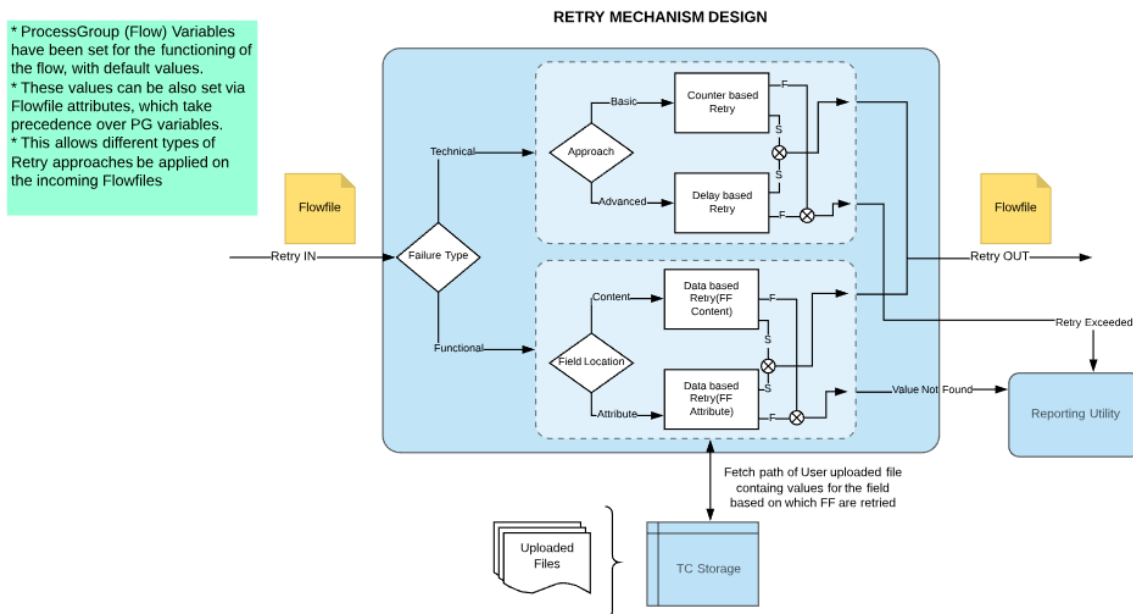 RETRY MECHANISM DESIGN
* ProcessGroup (Flow) Variables
have been set for the functioning of
the flow, with default values.
* These values can be also set via
Flowfile attributes, which take
precedence over PG variables.
* This allows different types of
Retry approaches be applied on
the incoming Flowfiles
Flowfile
Retry IN
Failure Type
Technical
Functional
Approach
Basic
Advanced
Counter based
Retry
F
S
S
Delay based
Retry
F
Field Location
Content
Attribute
Data based
Retry(FF
Content)
F
S
S
Data based
Retry(FF
Attribute)
F
Flowfile
Retry OUT
Retry Exceeded
Value Not Found
Reporting Utility
Fetch path of User uploaded file
containg values for the field
based on which FF are retried
Uploaded
Files
TC Storage